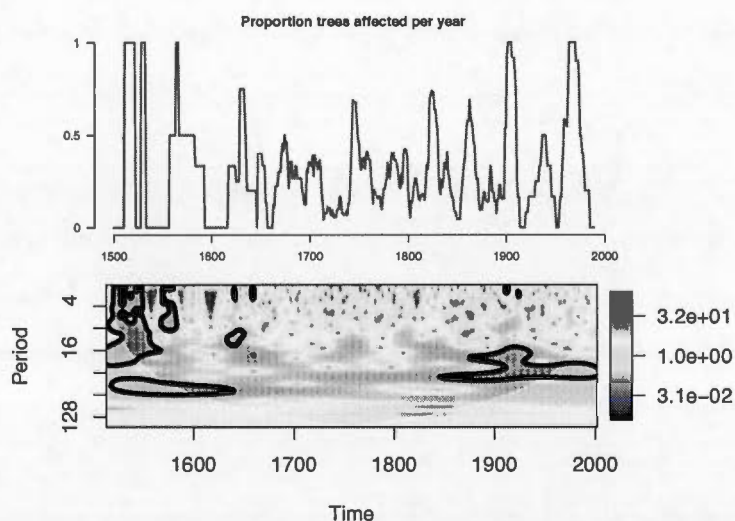 Proportion trees affected per year
1
0.5
0
1500 1600 1700 1800 1900 2000
Period
4
16
128
3.2e+01
1.0e+00
3.1e-02
1600 1700 1800 1900 2000
Time